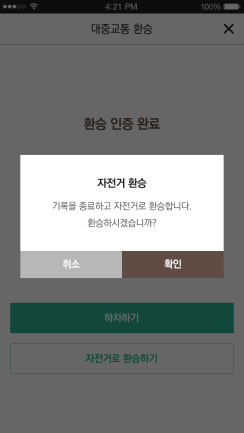 4:21 PM 100%
대중교통 환승
환승 인증 완료
자전거 환승
기록을 종료하고 자전거로 환승합니다.
환승하시겠습니까?
취소 확인
하차하기
자전거로 환승하기